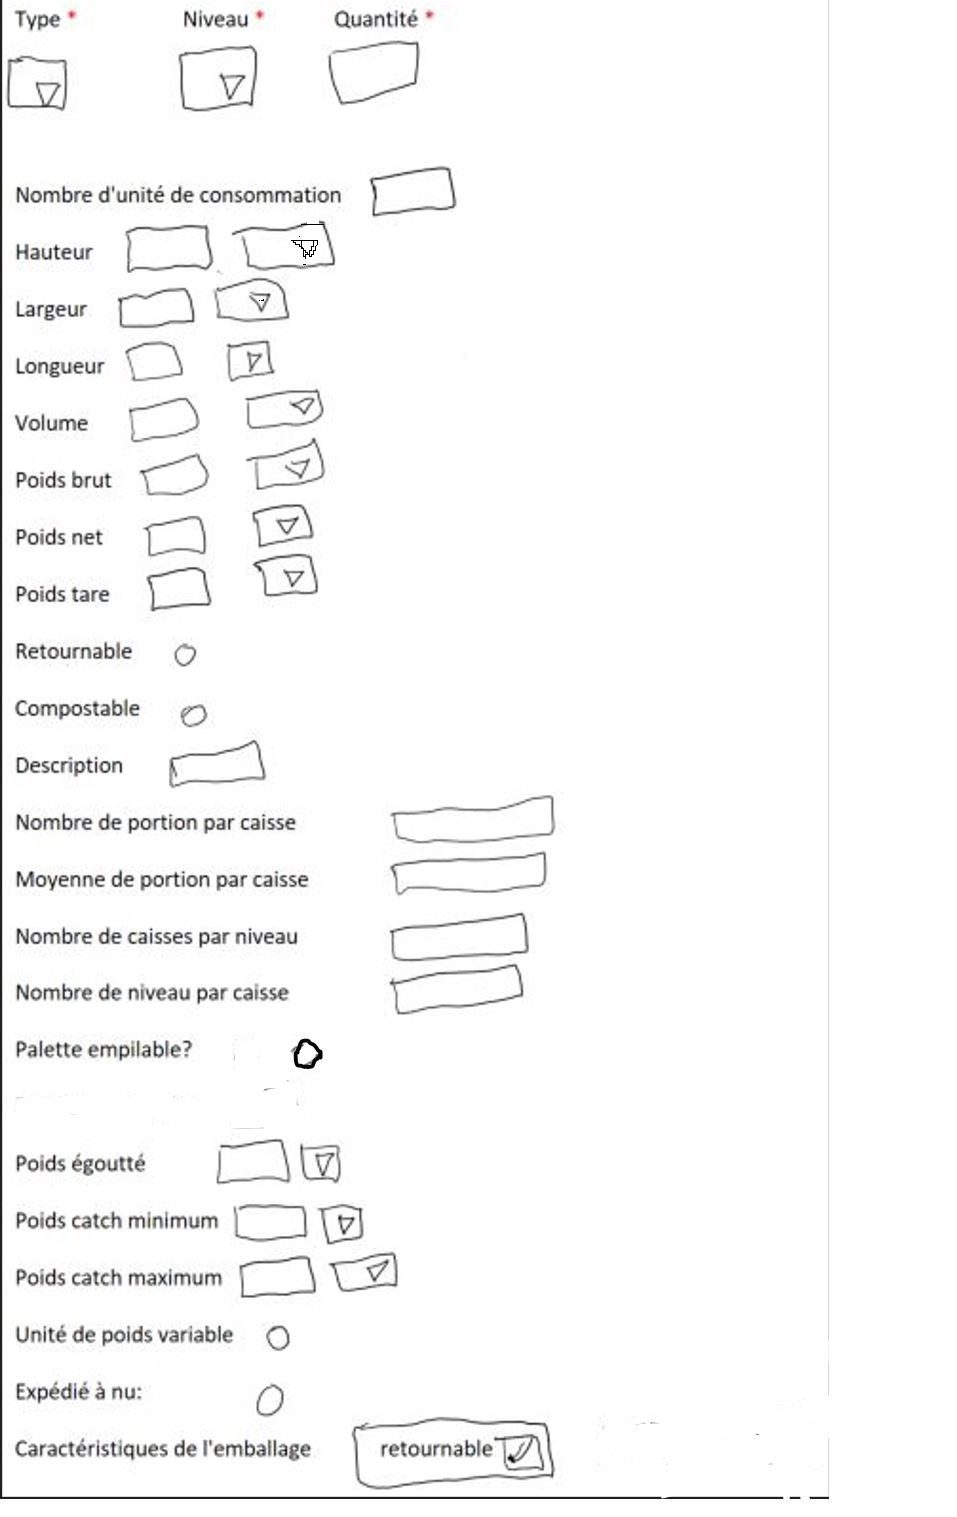 Type * Niveau * Quantité *
Nombre d'unité de consommation
Hauteur
Largeur
Longueur
Volume
Poids brut
Poids net
Poids tare
Retournable
Compostable
Description
Nombre de portion par caisse
Moyenne de portion par caisse
Nombre de caisses par niveau
Nombre de niveau par caisse
Palette empilable?
Poids égoutté
Poids catch minimum
Poids catch maximum
Unité de poids variable
Expédié à nu:
Caractéristiques de l'emballage retournable